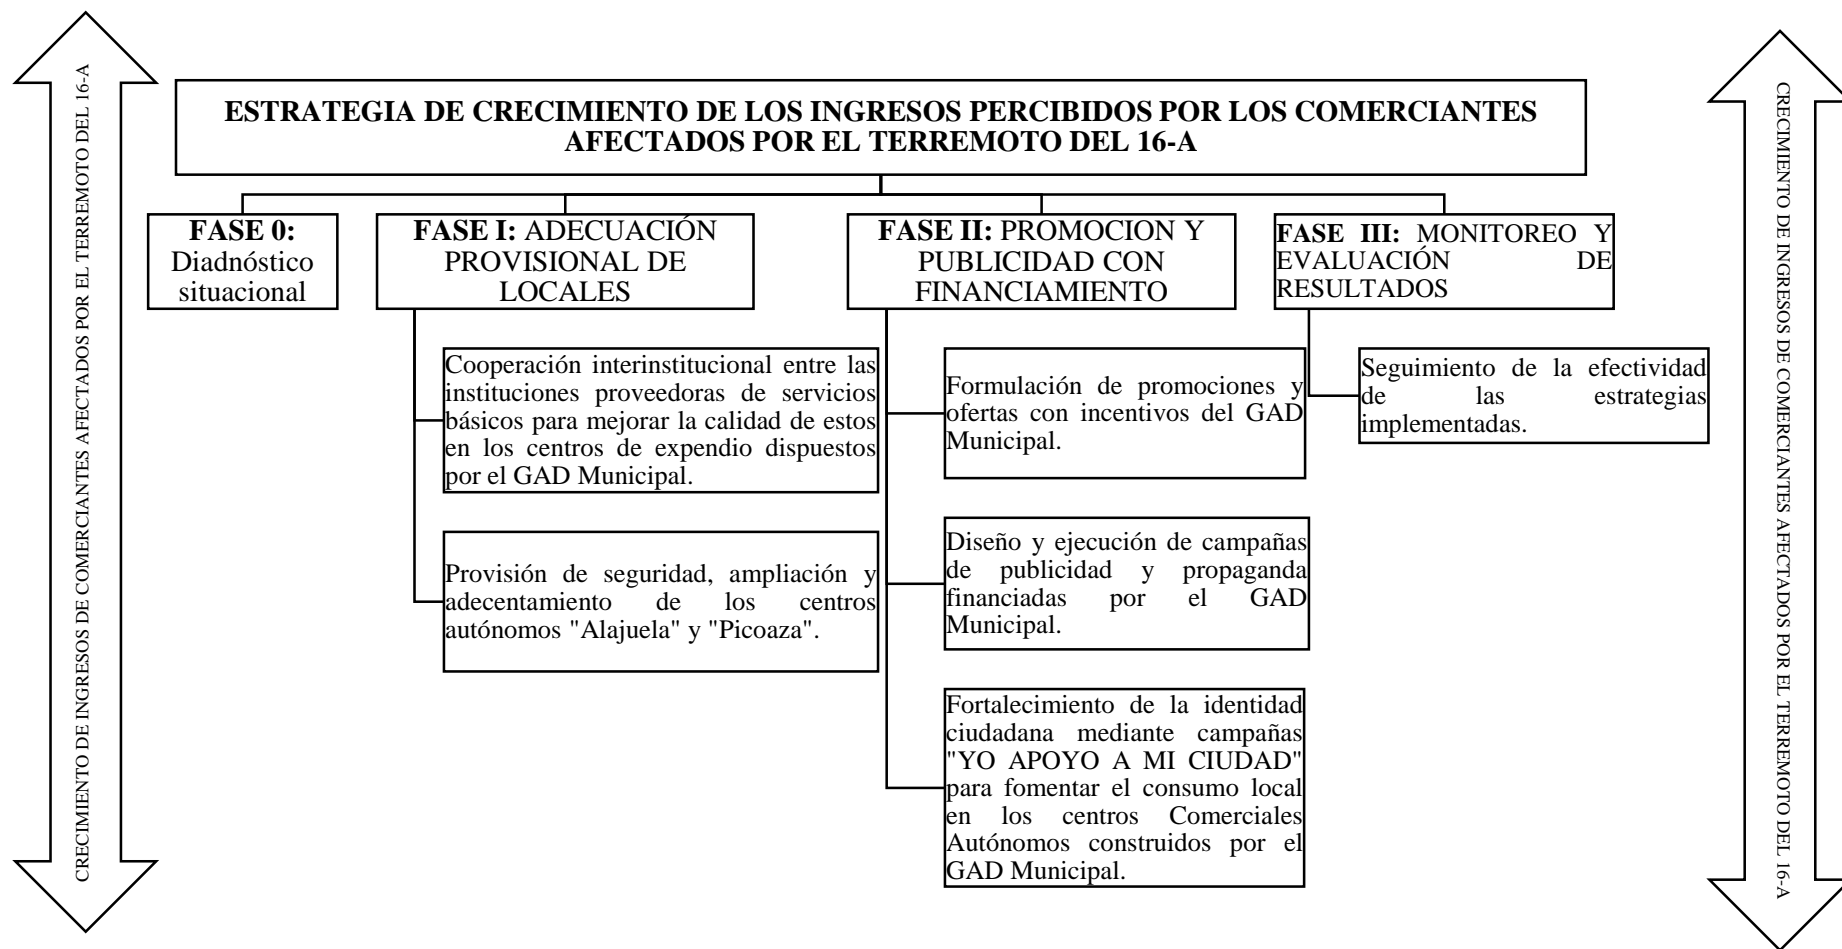 CRECIMIENTO DE INGRESOS DE COMERCIANTES AFECTADOS POR EL TERREMOTO DEL 16-A
ESTRATEGIA DE CRECIMIENTO DE LOS INGRESOS PERCIBIDOS POR LOS COMERCIANTES
AFECTADOS POR EL TERREMOTO DEL 16-A
FASE 0:
Diadnóstico
situacional
FASE I: ADECUACIÓN
PROVISIONAL DE
LOCALES
Cooperación interinstitucional entre las
instituciones proveedoras de servicios
básicos para mejorar la calidad de estos
en los centros de expendio dispuestos
por el GAD Municipal.
Provisión de seguridad, ampliación y
adecentamiento de los centros
autónomos "Alajuela" y "Picoaza".
FASE II: PROMOCION Y
PUBLICIDAD CON
FINANCIAMIENTO
Formulación de promociones y
ofertas con incentivos del GAD
Municipal.
Diseño y ejecución de campañas
de publicidad y propaganda
financiadas por el GAD
Municipal.
Fortalecimiento de la identidad
ciudadana mediante campañas
"YO APOYO A MI CIUDAD"
para fomentar el consumo local
en los centros Comerciales
Autónomos construidos por el
GAD Municipal.
FASE III: MONITOREO Y
EVALUACIÓN DE
RESULTADOS
Seguimiento de la efectividad
de las estrategias
implementadas.
CRECIMIENTO DE INGRESOS DE COMERCIANTES AFECTADOS POR EL TERREMOTO DEL 16-A